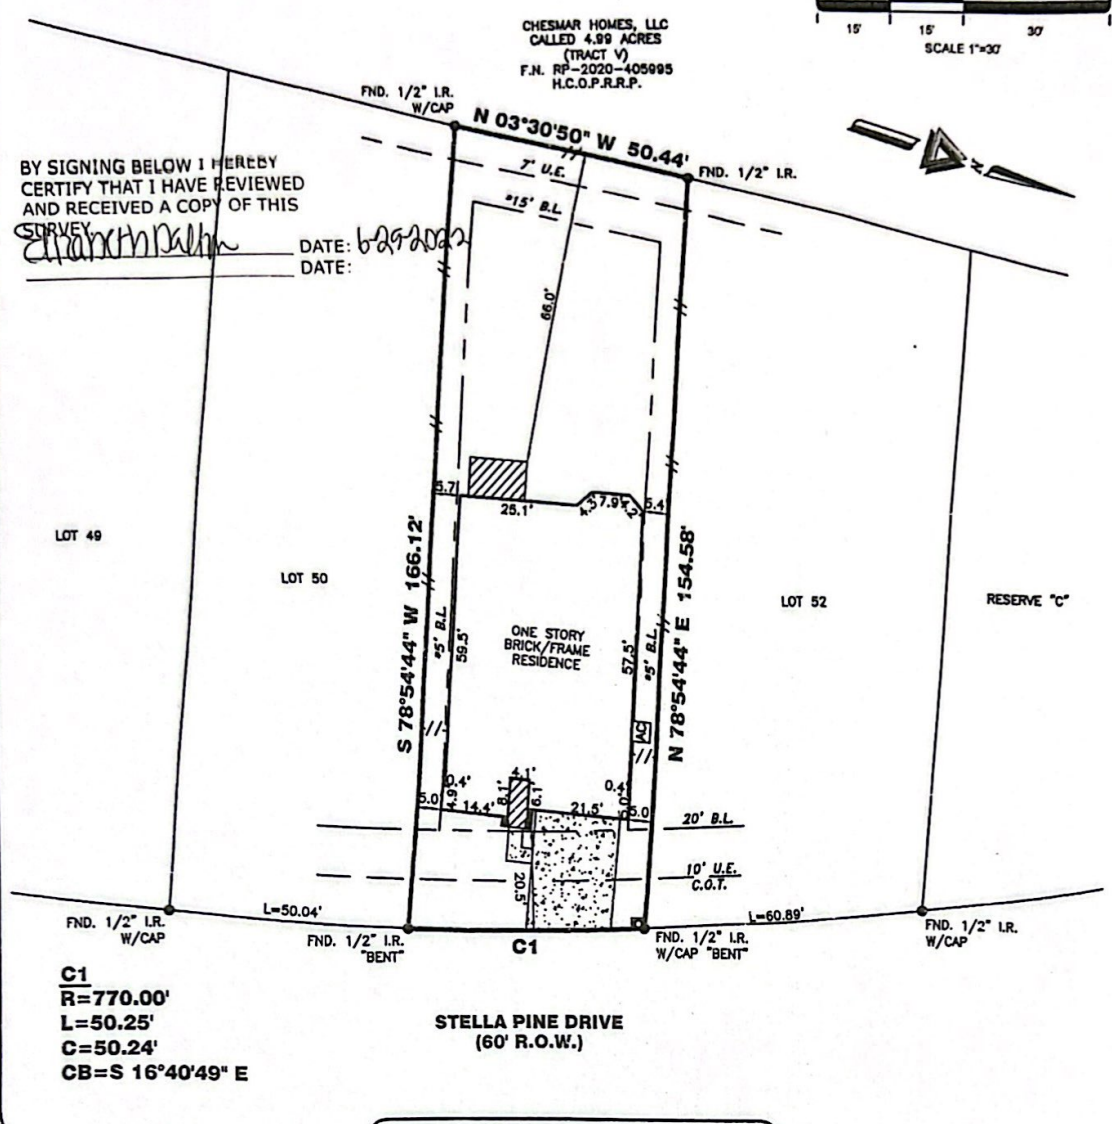 15' 15' 30'
SCALE 1"=30'
CHESMAR HOMES, LLC
CALLED 4.99 ACRES
(TRACT V)
F.N. RP-2020-405995
H.C.O.P.R.R.P.
FND. 1/2" I.R.
W/CAP
N 03°30'50" W 50.44'
FND. 1/2" I.R.
7' U.E.
*15' B.L.
BY SIGNING BELOW I HEREBY
CERTIFY THAT I HAVE REVIEWED
AND RECEIVED A COPY OF THIS
SURVEY.
DATE: 6-29-2022
DATE:
66.0'
5.7
25.1'
4.3'
7.9'
5.4
LOT 49
LOT 50
S 78°54'44" W 166.12'
*5' B.L.
59.5'
ONE STORY
BRICK/FRAME
RESIDENCE
57.5'
*5' B.L.
N 78°54'44" E 154.58'
LOT 52
RESERVE "C"
AC
4.1'
0.4'
0.4'
5.0
4.9'
14.4'
8.1'
6.1'
21.5'
5.0
20' B.L.
10' U.E.
C.O.T.
20.5'
L=50.04'
L=60.89'
FND. 1/2" I.R.
W/CAP
FND. 1/2" I.R.
"BENT"
C1
FND. 1/2" I.R.
W/CAP "BENT"
FND. 1/2" I.R.
W/CAP
C1
R=770.00'
L=50.25'
C=50.24'
CB=S 16°40'49" E
STELLA PINE DRIVE
(60' R.O.W.)